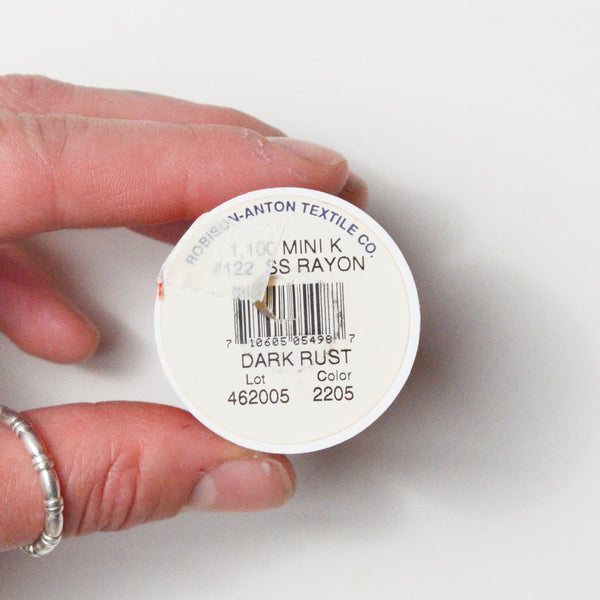 ROBISON-ANTON TEXTILE CO.
1,100 MINI K
#122 SS RAYON
7 10605 05498 7
DARK RUST
Lot Color
462005 2205